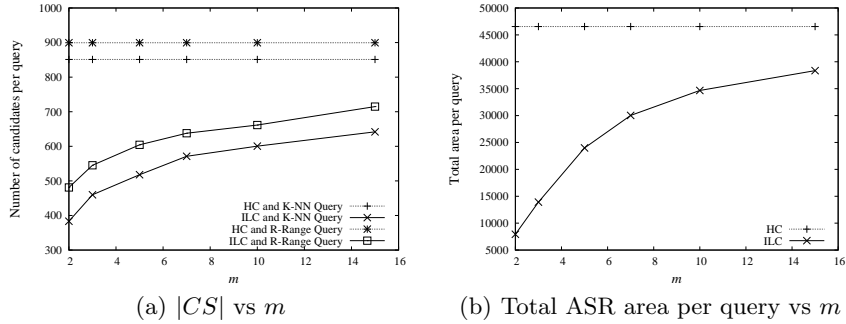 1000
900
800
700
600
500
400
300
2 4 6 8 10 12 14 16
Number of candidates per query
m
HC and K-NN Query
ILC and K-NN Query
HC and R-Range Query
ILC and R-Range Query
(a) |CS| vs m
50000
45000
40000
35000
30000
25000
20000
15000
10000
5000
2 4 6 8 10 12 14 16
Total area per query
m
HC
ILC
(b) Total ASR area per query vs m